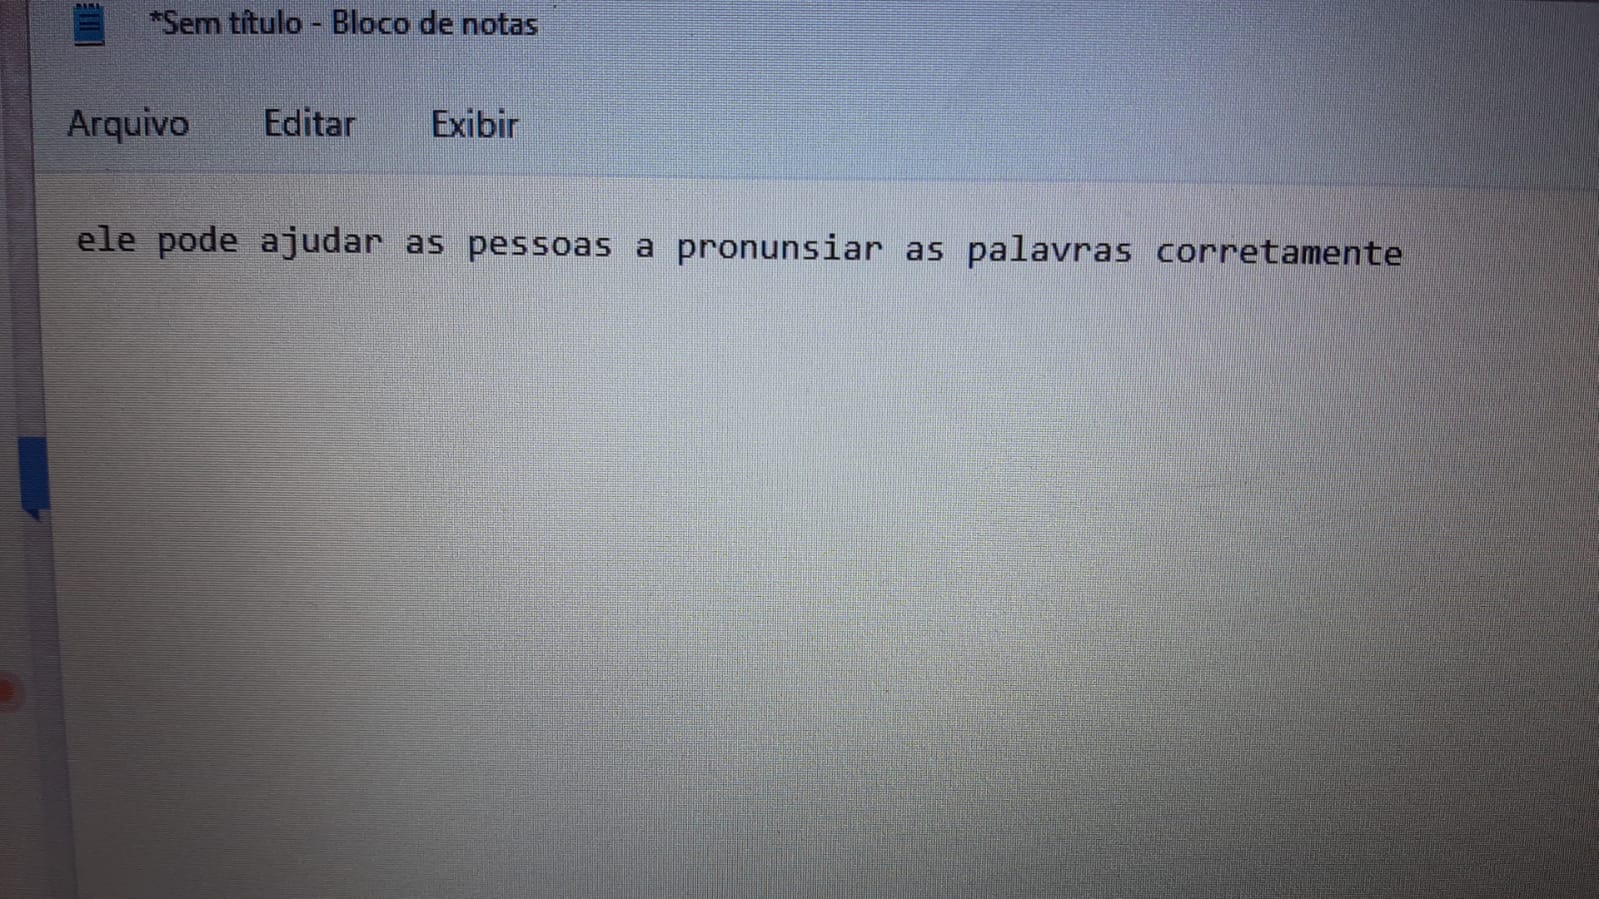 *Sem título - Bloco de notas
Arquivo Editar Exibir
ele pode ajudar as pessoas a pronunsiar as palavras corretamente